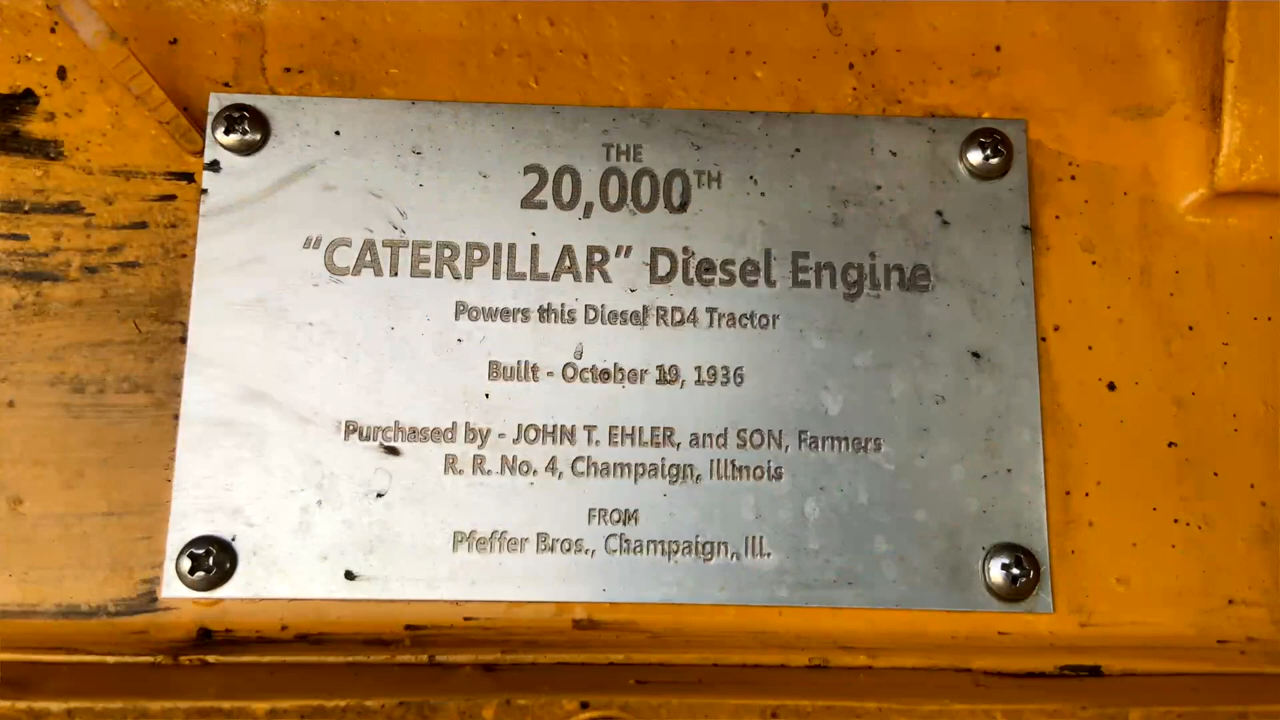 THE
20,000TH
“CATERPILLAR” Diesel Engine
Powers this Diesel RD4 Tractor
Built - October 19, 1936
Purchased by - JOHN T. EHLER, and SON, Farmers
R. R. No. 4, Champaign, Illinois
FROM
Pfeffer Bros., Champaign, Ill.